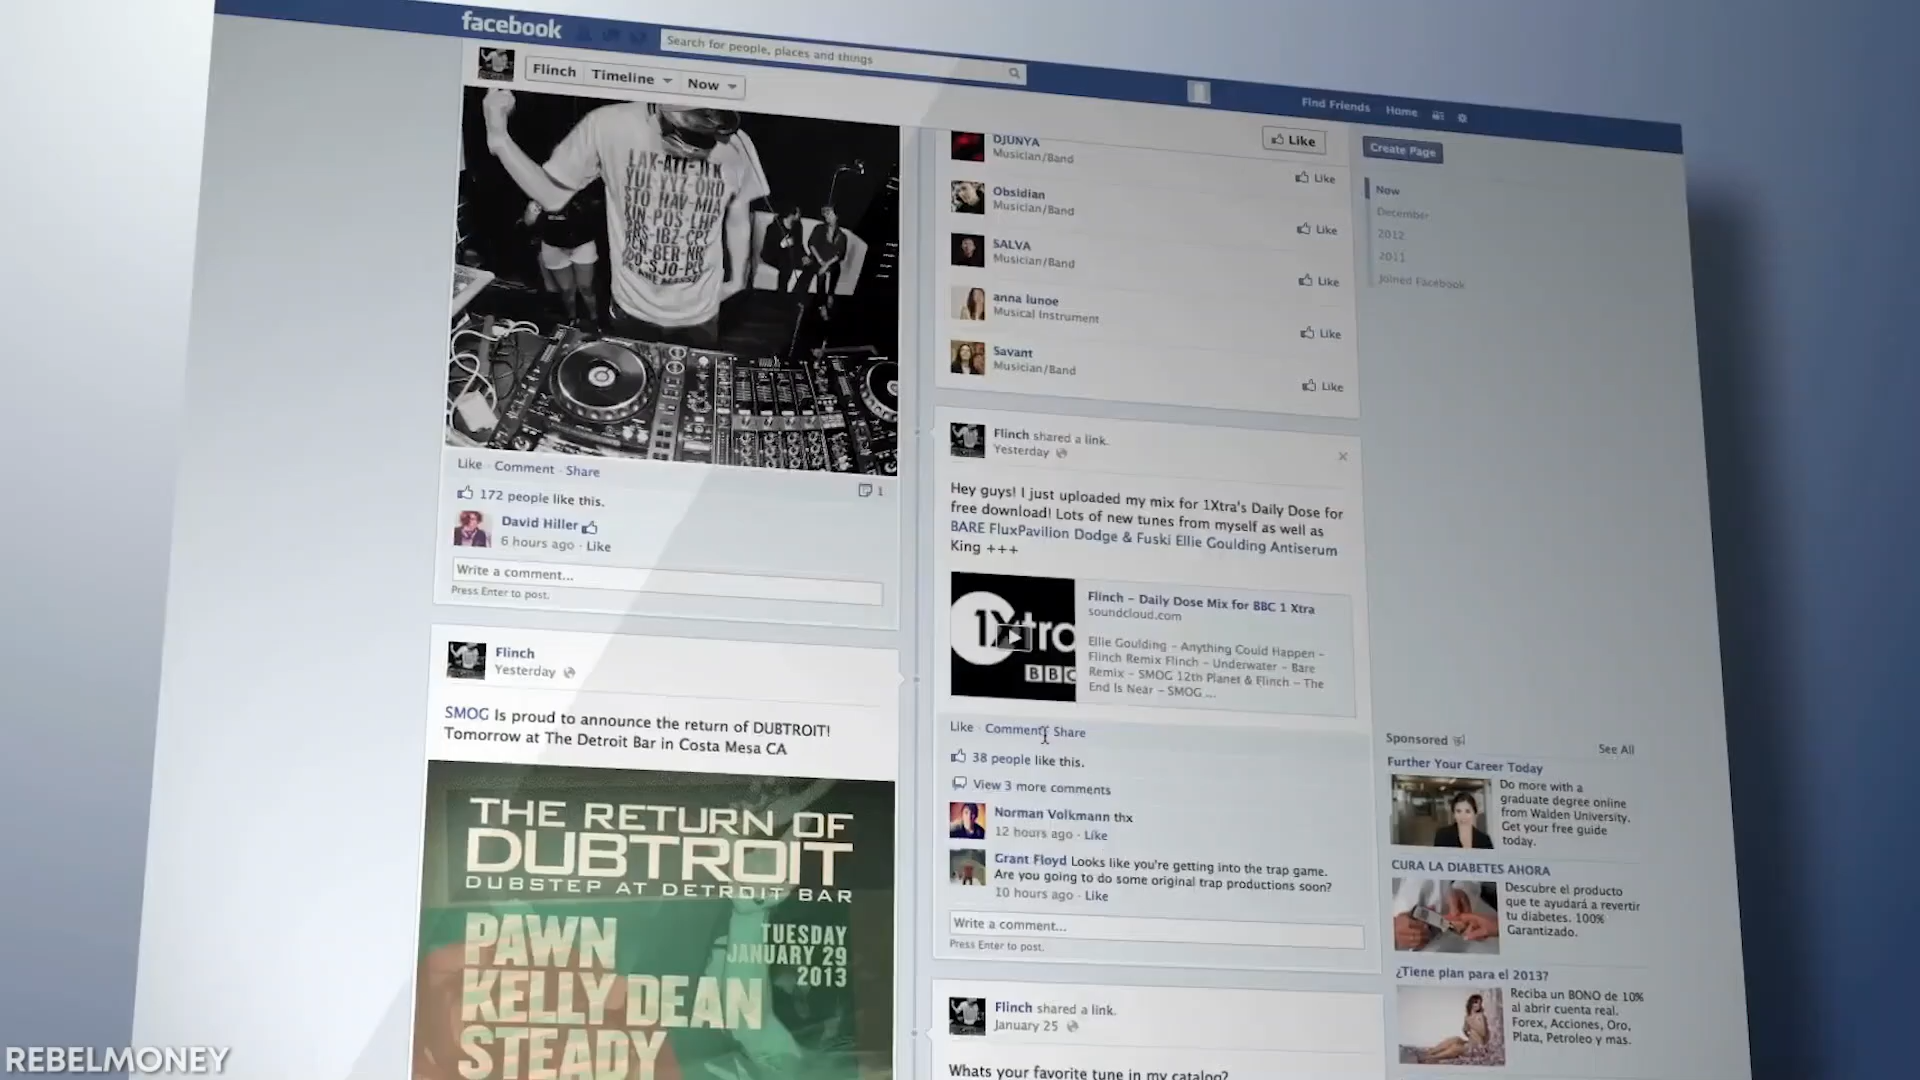 facebook
Search for people, places and things
Flinch
Timeline
Now
Find Friends
Home
LAX-ATL-JFK
YUL-YYZ-ORD
Like · Comment · Share
1
172 people like this.
David Hiller
6 hours ago · Like
Write a comment...
Press Enter to post.
Flinch
Yesterday
SMOG Is proud to announce the return of DUBTROIT!
Tomorrow at The Detroit Bar in Costa Mesa CA
THE RETURN OF
DUBTROIT
DUBSTEP AT DETROIT BAR
PAWN
KELLY DEAN
STEADY
TUESDAY
JANUARY 29
2013
Like
DJUNYA
Musician/Band
Like
Obsidian
Musician/Band
Like
SALVA
Musician/Band
Like
anna lunoe
Musical Instrument
Like
Savant
Musician/Band
Like
Flinch shared a link.
Yesterday
Hey guys! I just uploaded my mix for 1Xtra's Daily Dose for
free download! Lots of new tunes from myself as well as
BARE FluxPavilion Dodge & Fuski Ellie Goulding Antiserum
King +++
1Xtra
BBC
Flinch - Daily Dose Mix for BBC 1 Xtra
soundcloud.com
Ellie Goulding - Anything Could Happen -
Flinch Remix Flinch - Underwater - Bare
Remix - SMOG 12th Planet & Flinch - The
End Is Near - SMOG ...
Like · Comment · Share
38 people like this.
View 3 more comments
Norman Volkmann thx
12 hours ago · Like
Grant Floyd Looks like you're getting into the trap game.
Are you going to do some original trap productions soon?
10 hours ago · Like
Write a comment...
Press Enter to post.
Flinch shared a link.
January 25
Whats your favorite tune in my catalog?
Create Page
Now
December
2012
2011
Joined Facebook
Sponsored
See All
Further Your Career Today
Do more with a
graduate degree online
from Walden University.
Get your free guide
today.
CURA LA DIABETES AHORA
Descubre el producto
que te ayudará a revertir
tu diabetes. 100%
Garantizado.
¿Tiene plan para el 2013?
Reciba un BONO de 10%
al abrir cuenta real.
Forex, Acciones, Oro,
Plata, Petroleo y mas.
REBELMONEY